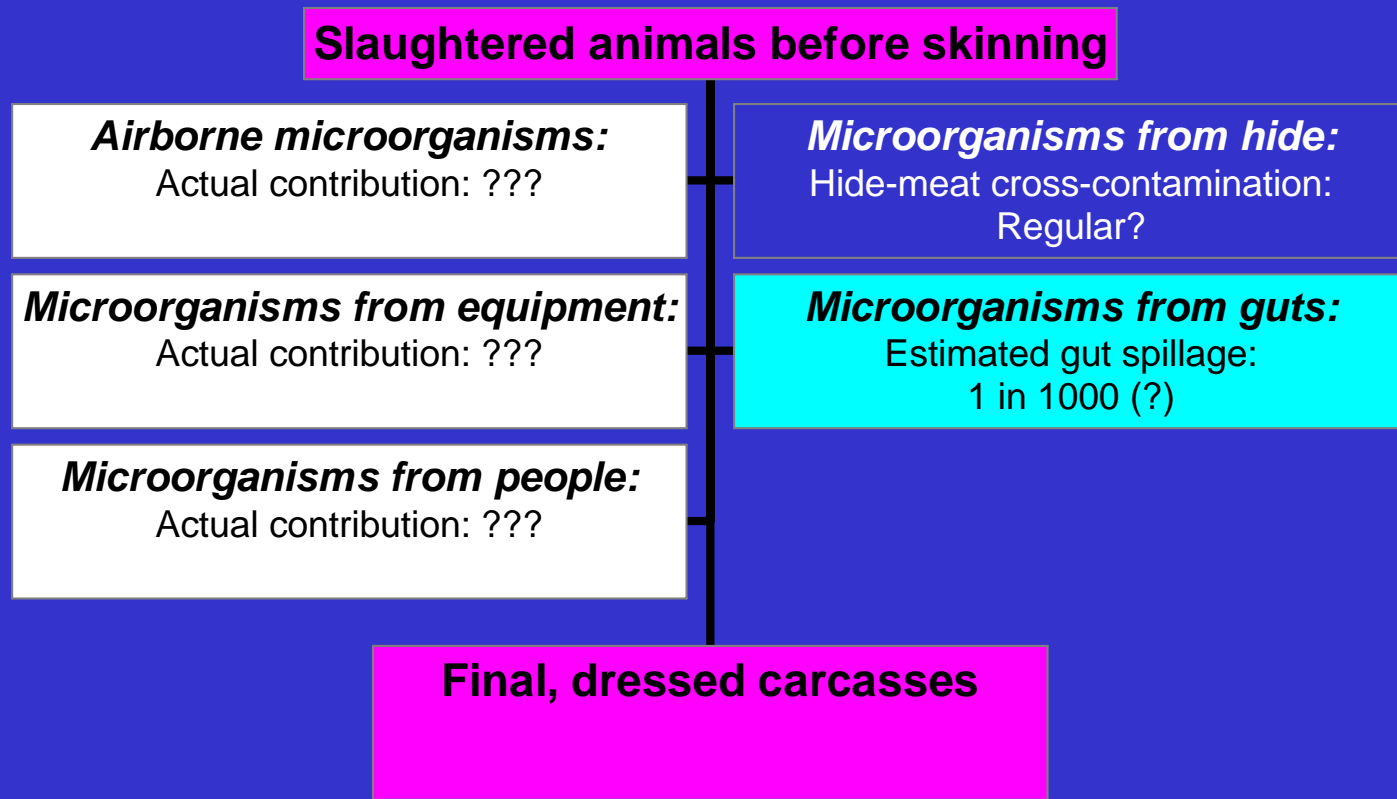 Slaughtered animals before skinning
Airborne microorganisms:
Actual contribution: ???
Microorganisms from hide:
Hide-meat cross-contamination:
Regular?
Microorganisms from equipment:
Actual contribution: ???
Microorganisms from guts:
Estimated gut spillage:
1 in 1000 (?)
Microorganisms from people:
Actual contribution: ???
Final, dressed carcasses